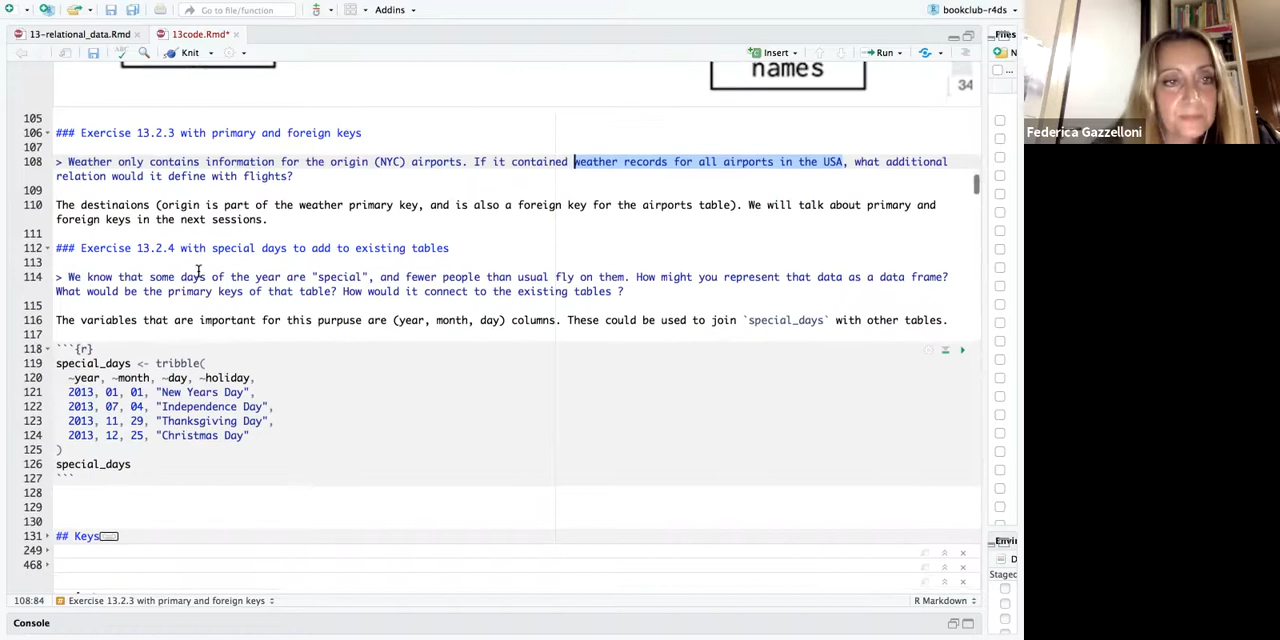 Go to file/function
Addins
bookclub-r4ds
13-relational_data.Rmd
13code.Rmd*
ABC
Knit
Insert
Run
Files
N
...
names
34
105
106 ### Exercise 13.2.3 with primary and foreign keys
107
108 > Weather only contains information for the origin (NYC) airports. If it contained weather records for all airports in the USA, what additional
relation would it define with flights?
109
110 The destinaions (origin is part of the weather primary key, and is also a foreign key for the airports table). We will talk about primary and
foreign keys in the next sessions.
111
112 ### Exercise 13.2.4 with special days to add to existing tables
113
114 > We know that some days of the year are "special", and fewer people than usual fly on them. How might you represent that data as a data frame?
What would be the primary keys of that table? How would it connect to the existing tables ?
115
116 The variables that are important for this purpuse are (year, month, day) columns. These could be used to join `special_days` with other tables.
117
118 ```{r}
119 special_days <- tribble(
120 ~year, ~month, ~day, ~holiday,
121 2013, 01, 01, "New Years Day",
122 2013, 07, 04, "Independence Day",
123 2013, 11, 29, "Thanksgiving Day",
124 2013, 12, 25, "Christmas Day"
125 )
126 special_days
127 ```
128
129
130
131 ## Keys
249
468
108:84
Exercise 13.2.3 with primary and foreign keys
R Markdown
Console
Federica Gazzelloni
Envir
D
Staged